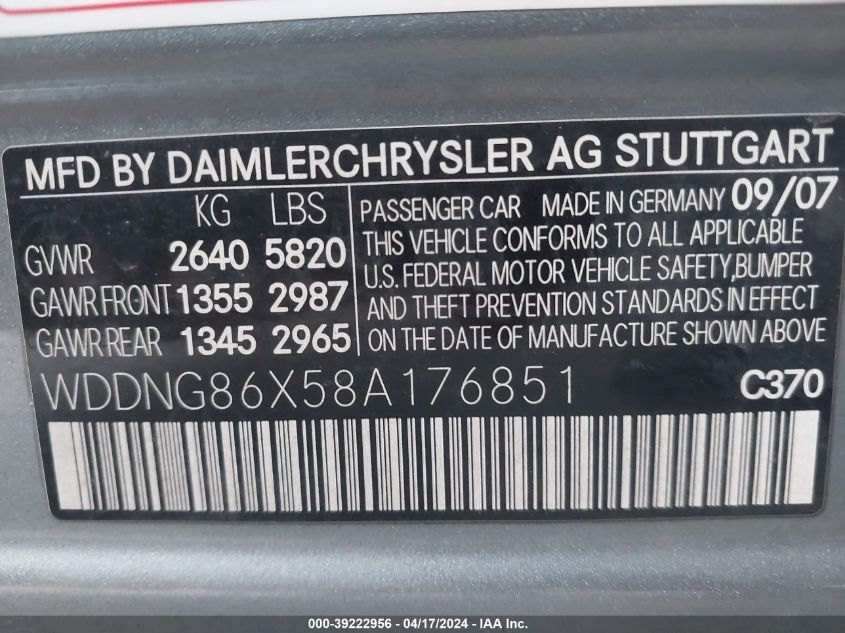 MFD BY DAIMLERCHRYSLER AG STUTTGART
KG LBS
GVWR 2640 5820
GAWR FRONT 1355 2987
GAWR REAR 1345 2965
PASSENGER CAR MADE IN GERMANY 09/07
THIS VEHICLE CONFORMS TO ALL APPLICABLE
U.S. FEDERAL MOTOR VEHICLE SAFETY,BUMPER
AND THEFT PREVENTION STANDARDS IN EFFECT
ON THE DATE OF MANUFACTURE SHOWN ABOVE
WDDNG86X58A176851 C370
000-39222956 - 04/17/2024 - IAA Inc.